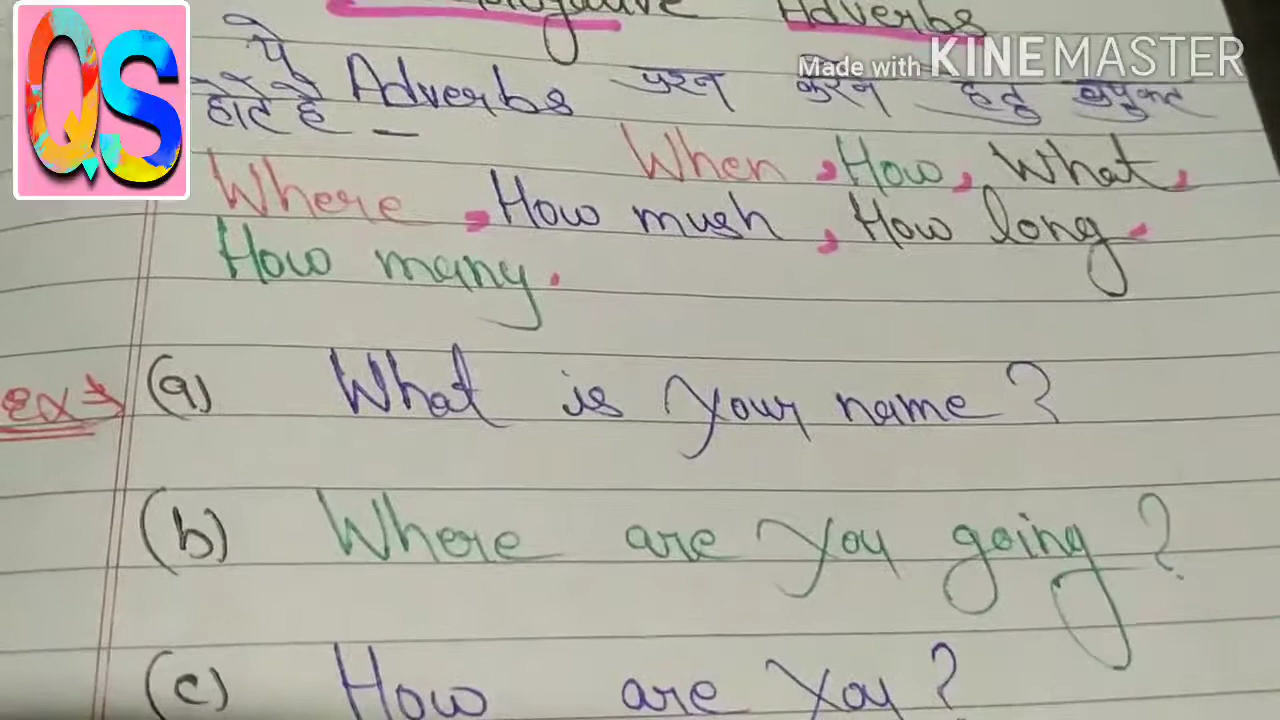 QS
Adverbs
Made with KINEMASTER
ये Adverbs प्रश्न करने हेतु प्रयुक्त
होते है –
When, How, What,
Where, How mush, How long.
How many.
ex → (a) What is your name?
(b) Where are you going?
(c) How are you?